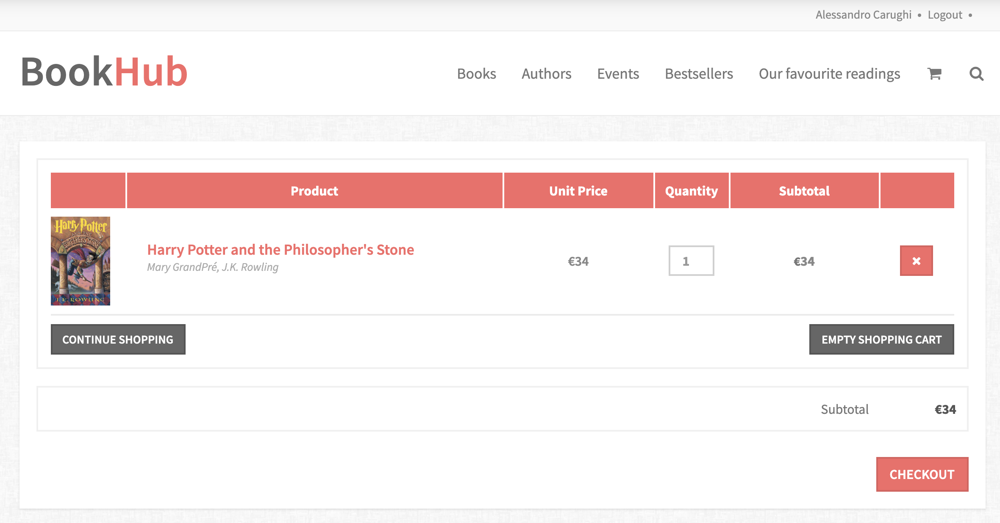 Alessandro Carughi • Logout •
BookHub
Books Authors Events Bestsellers Our favourite readings
Product Unit Price Quantity Subtotal
Harry Potter
AND THE
SORCERER'S STONE
J. K. ROWLING
Harry Potter and the Philosopher's Stone
Mary GrandPré, J.K. Rowling
€34 1 €34
CONTINUE SHOPPING EMPTY SHOPPING CART
Subtotal €34
CHECKOUT